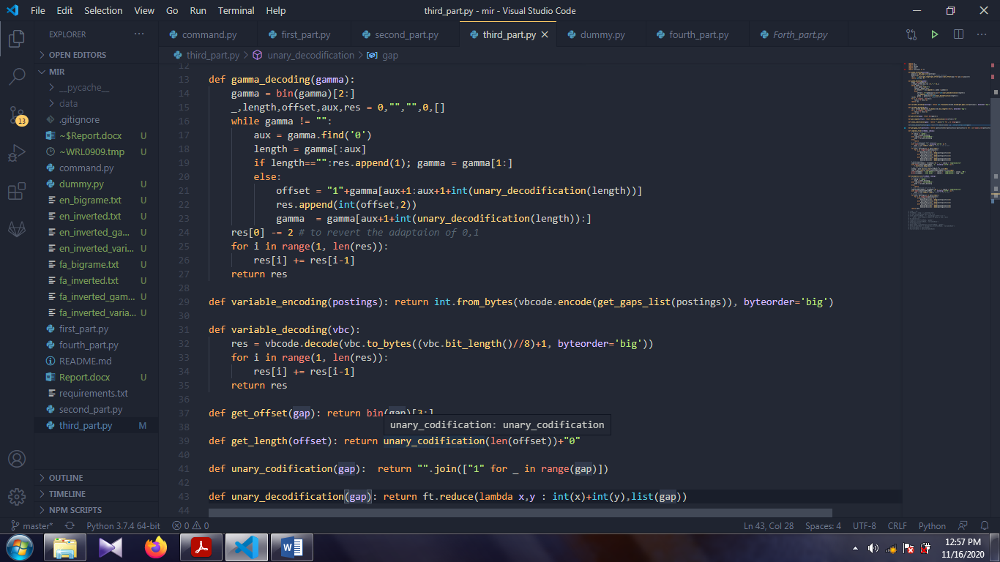 File Edit Selection View Go Run Terminal Help third_part.py - mir - Visual Studio Code
EXPLORER
command.py first_part.py second_part.py third_part.py dummy.py fourth_part.py Forth_part.py
OPEN EDITORS
third_part.py > unary_decodification > gap
MIR
__pycache__
data
.gitignore
~$Report.docx U
~WRL0909.tmp U
command.py
dummy.py U
en_bigrame.txt U
en_inverted.txt U
en_inverted_ga... U
en_inverted_vari... U
fa_bigrame.txt U
fa_inverted.txt U
fa_inverted_gam... U
fa_inverted_varia... U
first_part.py
fourth_part.py
README.md
Report.docx U
requirements.txt
second_part.py
third_part.py M
OUTLINE
TIMELINE
NPM SCRIPTS
13
12
13 def gamma_decoding(gamma):
14 gamma = bin(gamma)[2:]
15 _,length,offset,aux,res = 0,"","",0,[]
16 while gamma != "":
17 aux = gamma.find('0')
18 length = gamma[:aux]
19 if length=="":res.append(1); gamma = gamma[1:]
20 else:
21 offset = "1"+gamma[aux+1:aux+1+int(unary_decodification(length))]
22 res.append(int(offset,2))
23 gamma  = gamma[aux+1+int(unary_decodification(length)):]
24 res[0] -= 2 # to revert the adaptaion of 0,1
25 for i in range(1, len(res)):
26 res[i] += res[i-1]
27 return res
28
29 def variable_encoding(postings): return int.from_bytes(vbcode.encode(get_gaps_list(postings)), byteorder='big')
30
31 def variable_decoding(vbc):
32 res = vbcode.decode(vbc.to_bytes((vbc.bit_length()//8)+1, byteorder='big'))
33 for i in range(1, len(res)):
34 res[i] += res[i-1]
35 return res
36
37 def get_offset(gap): return bin(gap)[3:]
38 unary_codification: unary_codification
39 def get_length(offset): return unary_codification(len(offset))+"0"
40
41 def unary_codification(gap):  return "".join(["1" for _ in range(gap)])
42
43 def unary_decodification(gap): return ft.reduce(lambda x,y : int(x)+int(y),list(gap))
44
master* Python 3.7.4 64-bit 0 0 Ln 43, Col 28 Spaces: 4 UTF-8 CRLF Python
12:57 PM
11/16/2020